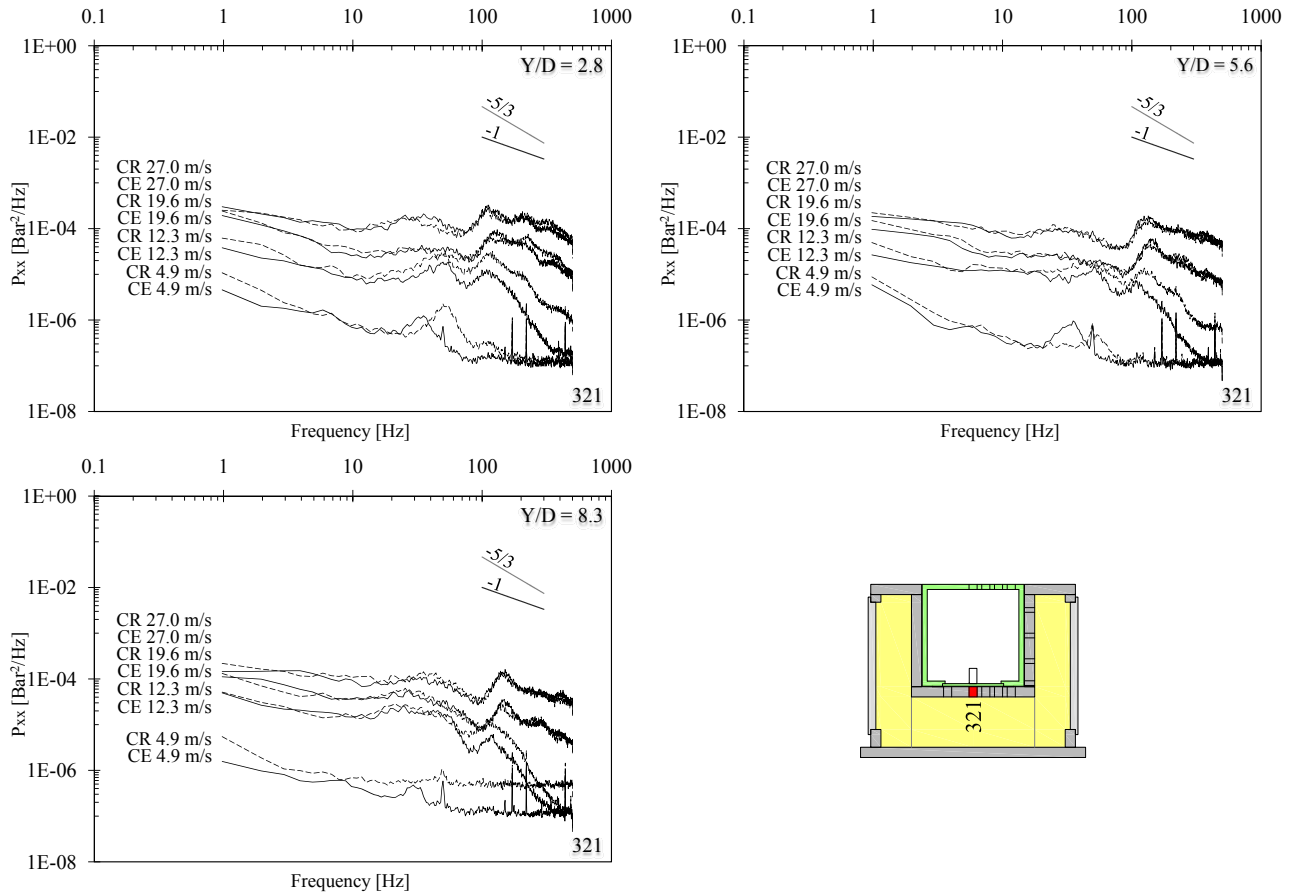 0.1 1 10 100 1000
1E+00
Y/D = 2.8
-5/3
1E-02
-1
CR 27.0 m/s
CE 27.0 m/s
CR 19.6 m/s
CE 19.6 m/s
1E-04
CR 12.3 m/s
CE 12.3 m/s
CR 4.9 m/s
CE 4.9 m/s
1E-06
1E-08
321
Pxx [Bar²/Hz]
Frequency [Hz]
0.1 1 10 100 1000
1E+00
Y/D = 5.6
-5/3
1E-02
-1
CR 27.0 m/s
CE 27.0 m/s
CR 19.6 m/s
CE 19.6 m/s
1E-04
CR 12.3 m/s
CE 12.3 m/s
CR 4.9 m/s
CE 4.9 m/s
1E-06
1E-08
321
Pxx [Bar²/Hz]
Frequency [Hz]
0.1 1 10 100 1000
1E+00
Y/D = 8.3
-5/3
1E-02
-1
CR 27.0 m/s
CE 27.0 m/s
CR 19.6 m/s
CE 19.6 m/s
1E-04
CR 12.3 m/s
CE 12.3 m/s
CR 4.9 m/s
CE 4.9 m/s
1E-06
1E-08
321
Pxx [Bar²/Hz]
Frequency [Hz]
321